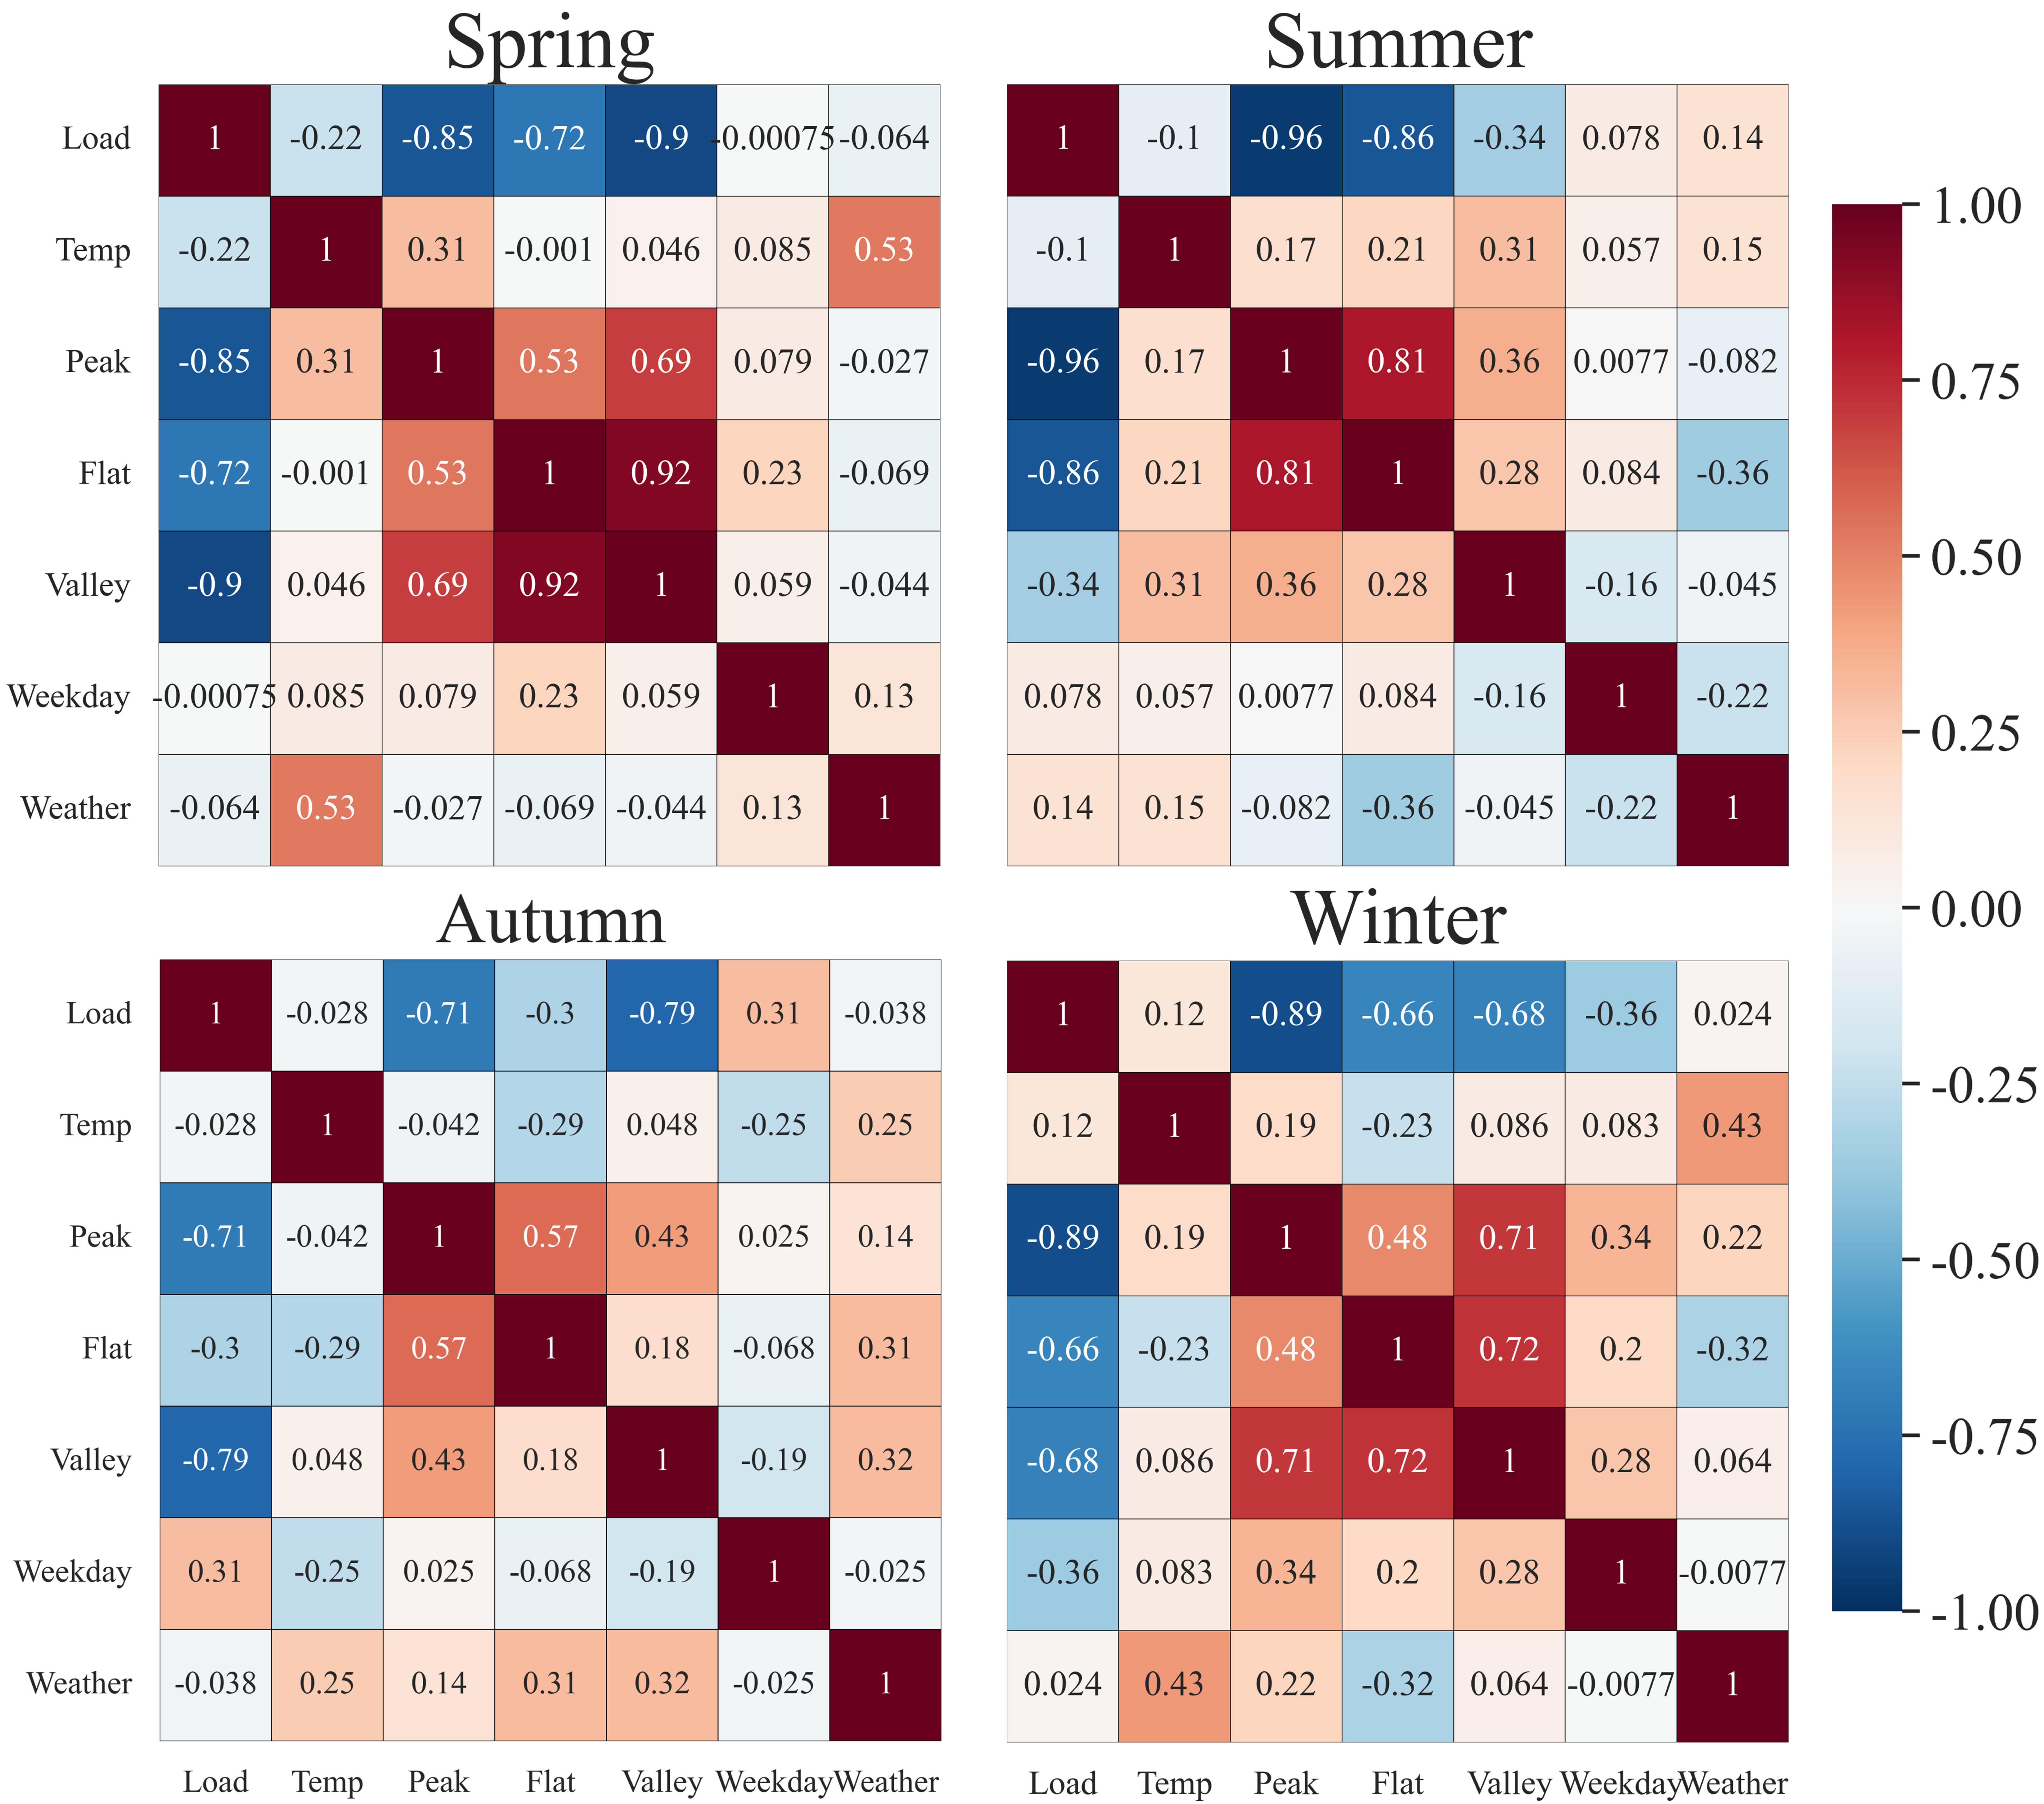 Spring
Load 1 -0.22 -0.85 -0.72 -0.9 -0.00075 -0.064
Temp -0.22 1 0.31 -0.001 0.046 0.085 0.53
Peak -0.85 0.31 1 0.53 0.69 0.079 -0.027
Flat -0.72 -0.001 0.53 1 0.92 0.23 -0.069
Valley -0.9 0.046 0.69 0.92 1 0.059 -0.044
Weekday -0.00075 0.085 0.079 0.23 0.059 1 0.13
Weather -0.064 0.53 -0.027 -0.069 -0.044 0.13 1
Summer
1 -0.1 -0.96 -0.86 -0.34 0.078 0.14
-0.1 1 0.17 0.21 0.31 0.057 0.15
-0.96 0.17 1 0.81 0.36 0.0077 -0.082
-0.86 0.21 0.81 1 0.28 0.084 -0.36
-0.34 0.31 0.36 0.28 1 -0.16 -0.045
0.078 0.057 0.0077 0.084 -0.16 1 -0.22
0.14 0.15 -0.082 -0.36 -0.045 -0.22 1
Autumn
Load 1 -0.028 -0.71 -0.3 -0.79 0.31 -0.038
Temp -0.028 1 -0.042 -0.29 0.048 -0.25 0.25
Peak -0.71 -0.042 1 0.57 0.43 0.025 0.14
Flat -0.3 -0.29 0.57 1 0.18 -0.068 0.31
Valley -0.79 0.048 0.43 0.18 1 -0.19 0.32
Weekday 0.31 -0.25 0.025 -0.068 -0.19 1 -0.025
Weather -0.038 0.25 0.14 0.31 0.32 -0.025 1
Load Temp Peak Flat Valley Weekday Weather
Winter
1 0.12 -0.89 -0.66 -0.68 -0.36 0.024
0.12 1 0.19 -0.23 0.086 0.083 0.43
-0.89 0.19 1 0.48 0.71 0.34 0.22
-0.66 -0.23 0.48 1 0.72 0.2 -0.32
-0.68 0.086 0.71 0.72 1 0.28 0.064
-0.36 0.083 0.34 0.2 0.28 1 -0.0077
0.024 0.43 0.22 -0.32 0.064 -0.0077 1
Load Temp Peak Flat Valley Weekday Weather
1.00
0.75
0.50
0.25
0.00
-0.25
-0.50
-0.75
-1.00